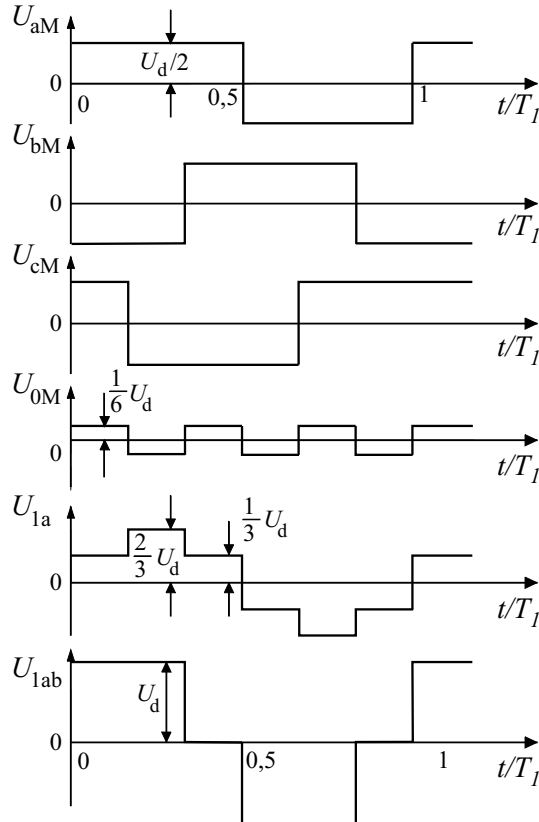 U_aM
U_d/2
0
0 0,5 1 t/T_1
U_bM
0
t/T_1
U_cM
0
t/T_1
U_0M
1/6 U_d
0
t/T_1
U_1a
2/3 U_d
1/3 U_d
0
t/T_1
U_1ab
U_d
0
0 0,5 1 t/T_1